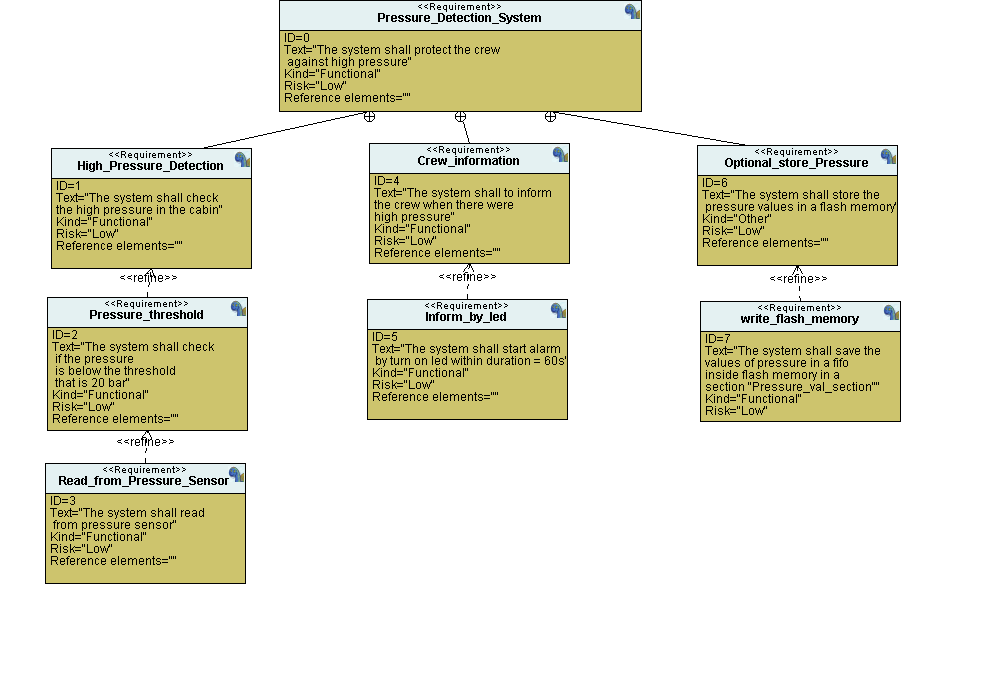 <<Requirement>>
Pressure_Detection_System
ID=0
Text="The system shall protect the crew
against high pressure"
Kind="Functional"
Risk="Low"
Reference elements=""
<<Requirement>>
High_Pressure_Detection
ID=1
Text="The system shall check
the high pressure in the cabin"
Kind="Functional"
Risk="Low"
Reference elements=""
<<refine>>
<<Requirement>>
Pressure_threshold
ID=2
Text="The system shall check
if the pressure
is below the threshold
that is 20 bar"
Kind="Functional"
Risk="Low"
Reference elements=""
<<refine>>
<<Requirement>>
Read_from_Pressure_Sensor
ID=3
Text="The system shall read
from pressure sensor"
Kind="Functional"
Risk="Low"
Reference elements=""
<<Requirement>>
Crew_information
ID=4
Text="The system shall to inform
the crew when there were
high pressure"
Kind="Functional"
Risk="Low"
Reference elements=""
<<refine>>
<<Requirement>>
Inform_by_led
ID=5
Text="The system shall start alarm
by turn on led within duration = 60s"
Kind="Functional"
Risk="Low"
Reference elements=""
<<Requirement>>
Optional_store_Pressure
ID=6
Text="The system shall store the
pressure values in a flash memory"
Kind="Other"
Risk="Low"
Reference elements=""
<<refine>>
<<Requirement>>
write_flash_memory
ID=7
Text="The system shall save the
values of pressure in a fifo
inside flash memory in a
section "Pressure_val_section""
Kind="Functional"
Risk="Low"